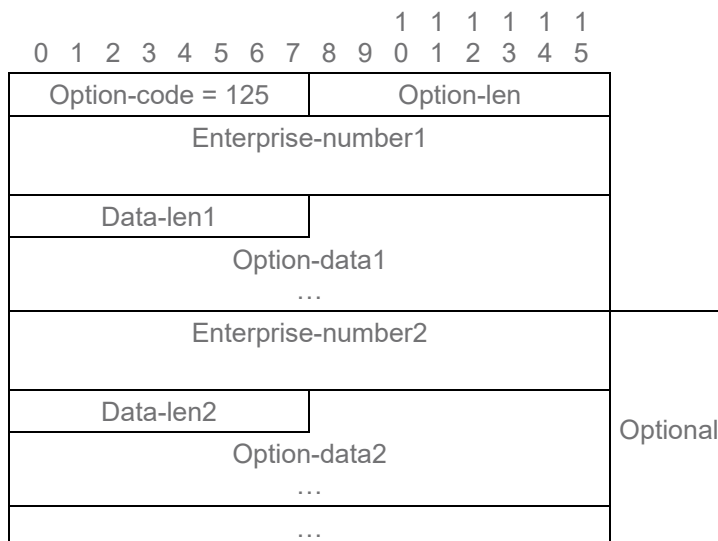 1 1 1 1 1 1
0 1 2 3 4 5 6 7 8 9 0 1 2 3 4 5
Option-code = 125 Option-len
Enterprise-number1
Data-len1
Option-data1
…
Enterprise-number2
Data-len2
Optional
Option-data2
…
…